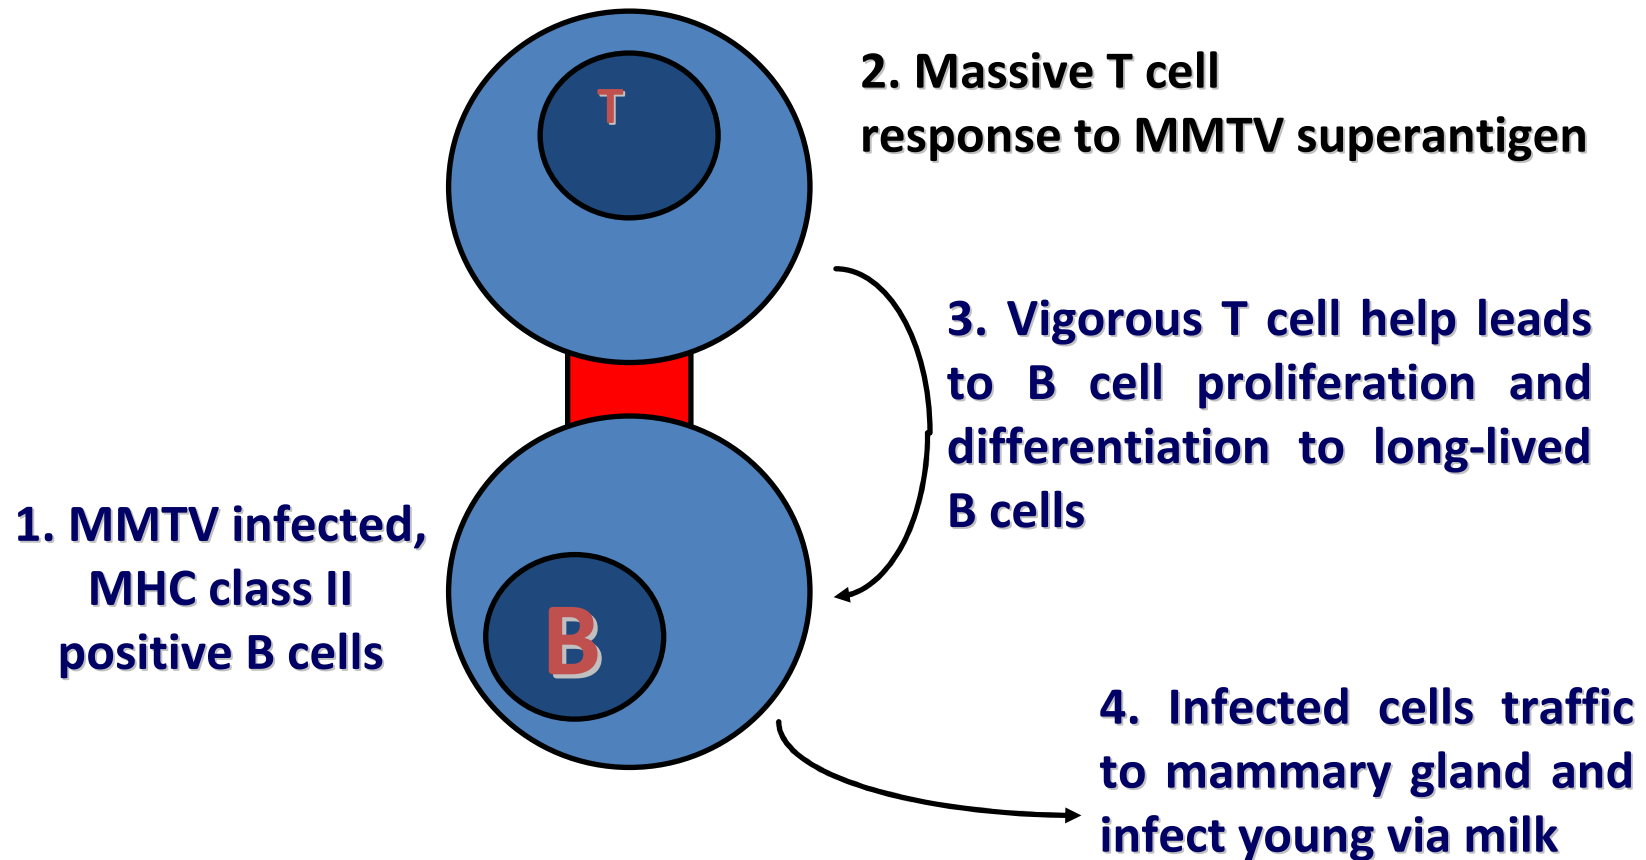 T
2. Massive T cell
response to MMTV superantigen
3. Vigorous T cell help leads
to B cell proliferation and
differentiation to long-lived
B cells
1. MMTV infected,
MHC class II
positive B cells
B
4. Infected cells traffic
to mammary gland and
infect young via milk